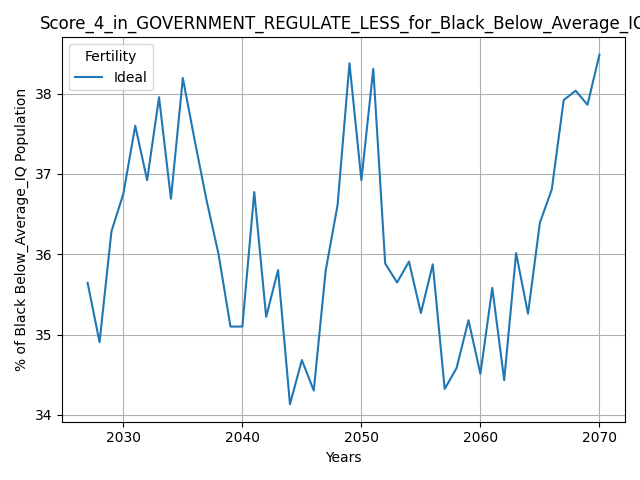 Score_4_in_GOVERNMENT_REGULATE_LESS_for_Black_Below_Average_IQ
Fertility
Ideal
38
37
36
35
34
% of Black Below_Average_IQ Population
2030 2040 2050 2060 2070
Years